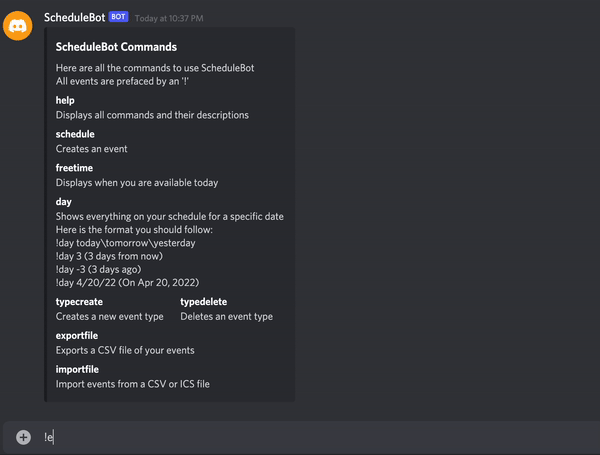 ScheduleBot BOT Today at 10:37 PM
ScheduleBot Commands
Here are all the commands to use ScheduleBot
All events are prefaced by an '!'
help
Displays all commands and their descriptions
schedule
Creates an event
freetime
Displays when you are available today
day
Shows everything on your schedule for a specific date
Here is the format you should follow:
!day today\tomorrow\yesterday
!day 3 (3 days from now)
!day -3 (3 days ago)
!day 4/20/22 (On Apr 20, 2022)
typecreate typedelete
Creates a new event type Deletes an event type
exportfile
Exports a CSV file of your events
importfile
Import events from a CSV or ICS file
!e